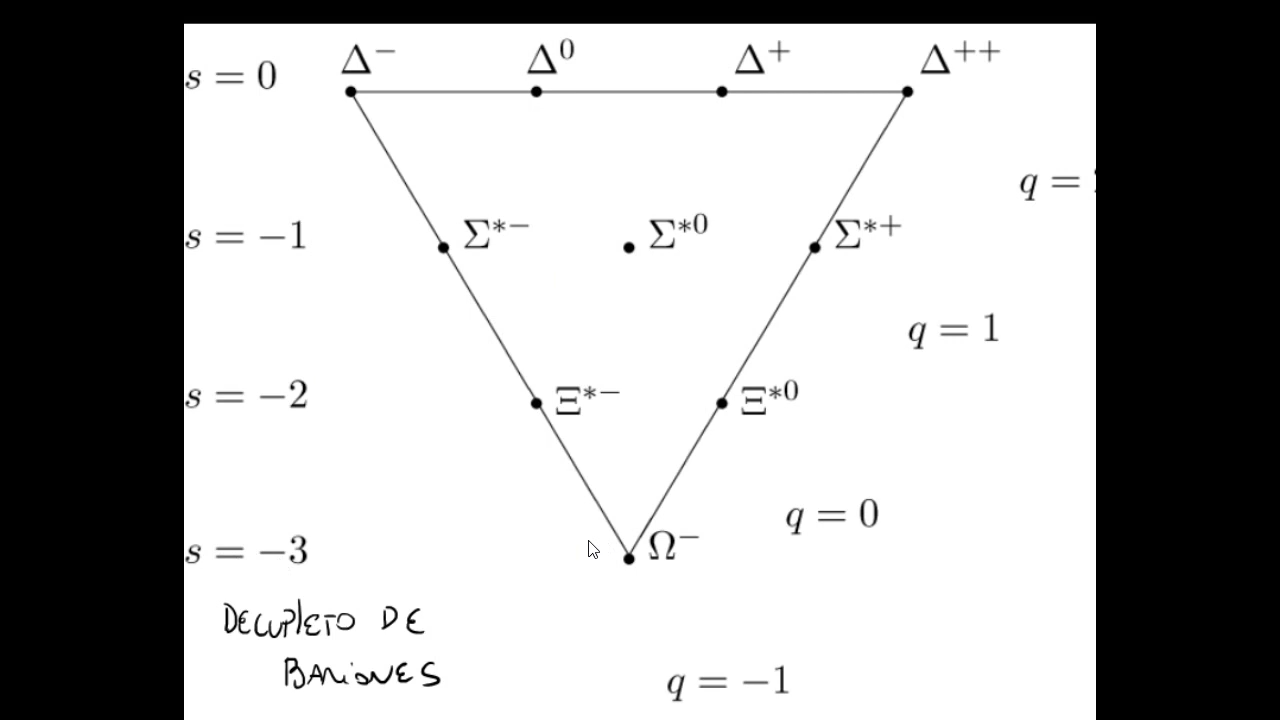 Δ⁻ Δ⁰ Δ⁺ Δ⁺⁺
s = 0
q =
s = −1 Σ*⁻ Σ*⁰ Σ*⁺
q = 1
s = −2 Ξ*⁻ Ξ*⁰
q = 0
s = −3 Ω⁻
DECUPLETO DE
BARIONES
q = −1